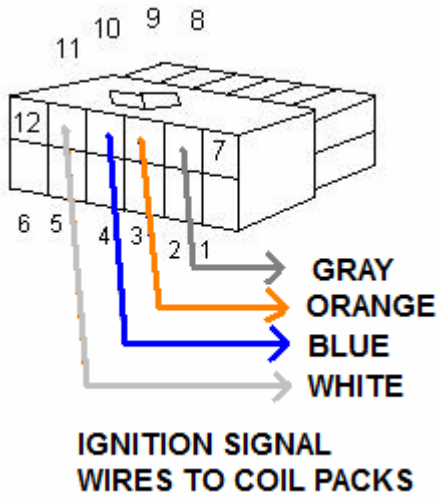 9 8
10
11
12
7
6 5 4 3 2 1
GRAY
ORANGE
BLUE
WHITE
IGNITION SIGNAL
WIRES TO COIL PACKS